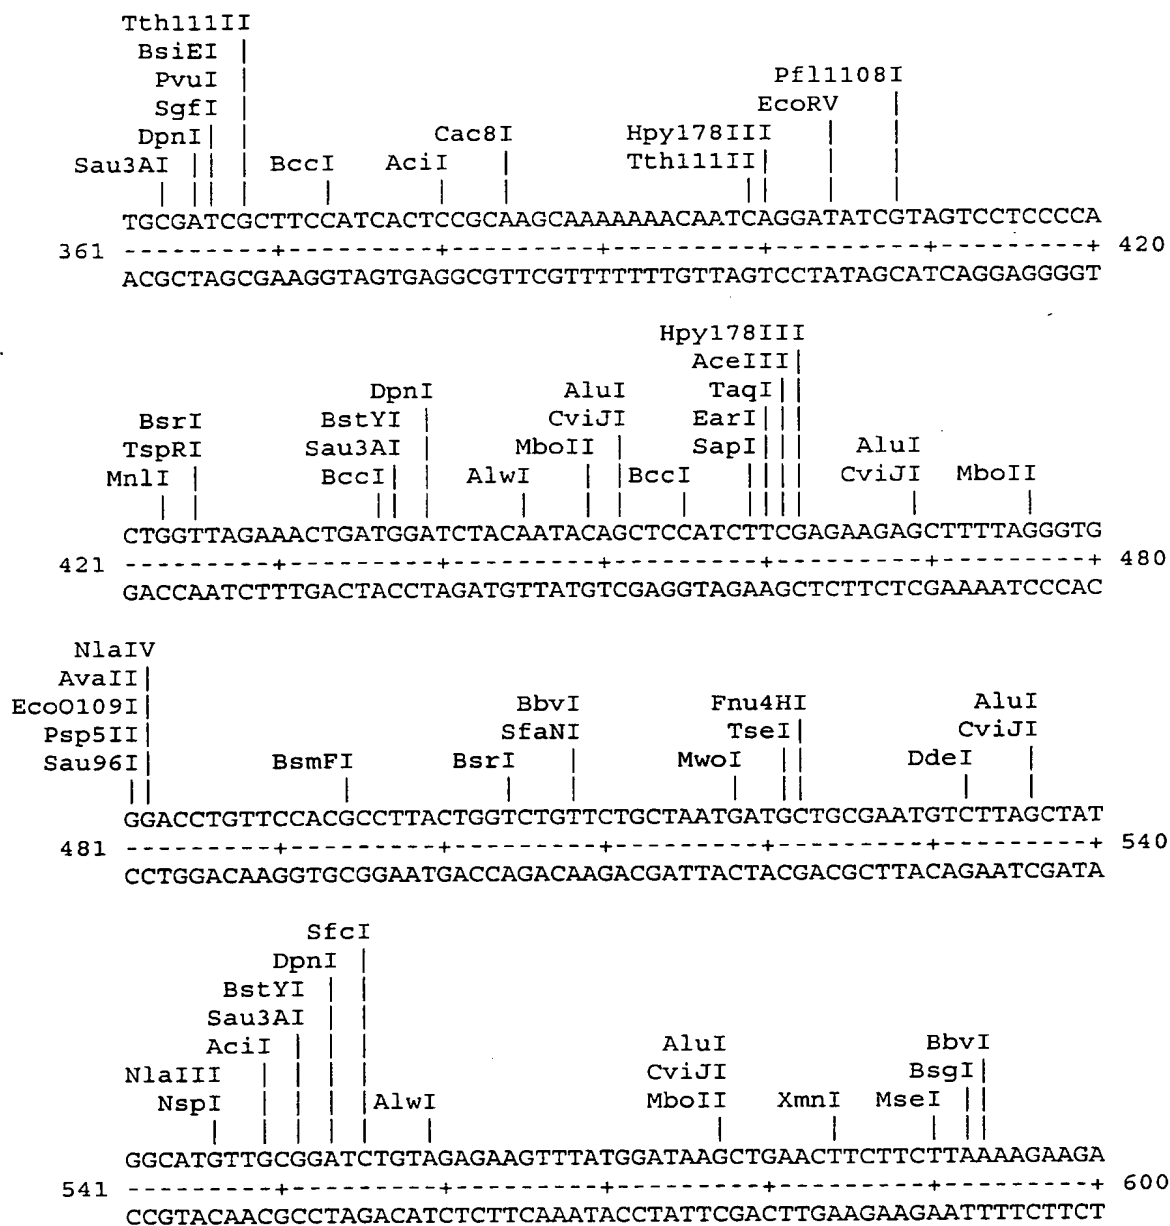 Tth111II
BsiEI |
PvuI | Pfl1108I
SgfI | EcoRV |
DpnI| | Cac8I Hpy178III | |
Sau3AI || | BccI AciI | Tth111II| | |
| || | | | | || | |
TGCGATCGCTTCCATCACTCCGCAAGCAAAAAAACAATCAGGATATCGTAGTCCTCCCCA
361 ---------+---------+---------+---------+---------+---------+ 420
ACGCTAGCGAAGGTAGTGAGGCGTTCGTTTTTTTGTTAGTCCTATAGCATCAGGAGGGGT
Hpy178III
AceIII|
DpnI AluI TaqI||
BsrI BstYI | CviJI EarI|||
TspRI Sau3AI | MboII | SapI||| AluI
MnlI | BccI| | AlwI | |BccI ||||| CviJI MboII
| | || | | | | | |||| | |
CTGGTTAGAAACTGATGGATCTACAATACAGCTCCATCTTCGAGAAGAGCTTTTAGGGTG
421 ---------+---------+---------+---------+---------+---------+ 480
GACCAATCTTTGACTACCTAGATGTTATGTCGAGGTAGAAGCTCTTCTCGAAAATCCCAC
NlaIV
AvaII|
EcoO109I| BbvI Fnu4HI AluI
Psp5II| SfaNI TseI| CviJI
Sau96I| BsmFI BsrI | MwoI || DdeI |
|| | | | | || | |
GGACCTGTTCCACGCCTTACTGGTCTGTTCTGCTAATGATGCTGCGAATGTCTTAGCTAT
481 ---------+---------+---------+---------+---------+---------+ 540
CCTGGACAAGGTGCGGAATGACCAGACAAGACGATTACTACGACGCTTACAGAATCGATA
SfcI
DpnI |
BstYI | |
Sau3AI | |
AciI | | | AluI BbvI
NlaIII | | | | CviJI BsgI|
NspI | | | |AlwI MboII XmnI MseI ||
| | | | | | | | | ||
GGCATGTTGCGGATCTGTAGAGAAGTTTATGGATAAGCTGAACTTCTTCTTAAAAGAAGA
541 ---------+---------+---------+---------+---------+---------+ 600
CCGTACAACGCCTAGACATCTCTTCAAATACCTATTCGACTTGAAGAAGAATTTTCTTCT